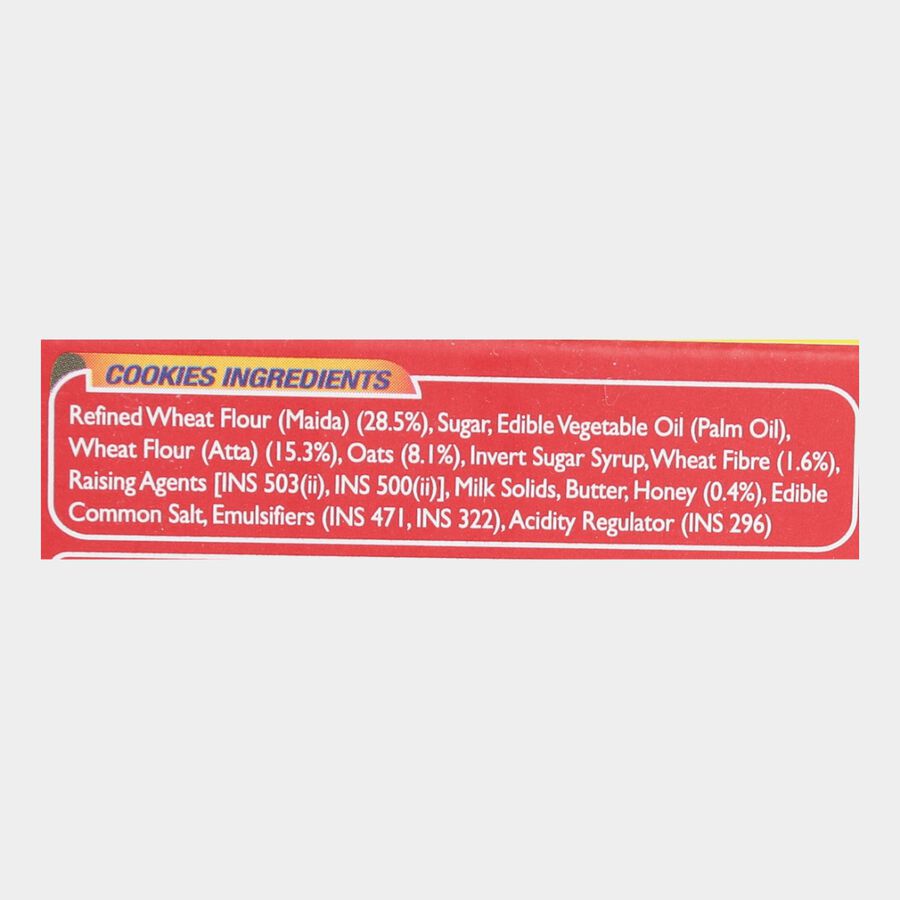 COOKIES INGREDIENTS
Refined Wheat Flour (Maida) (28.5%), Sugar, Edible Vegetable Oil (Palm Oil),
Wheat Flour (Atta) (15.3%), Oats (8.1%), Invert Sugar Syrup, Wheat Fibre (1.6%),
Raising Agents [INS 503(ii), INS 500(ii)], Milk Solids, Butter, Honey (0.4%), Edible
Common Salt, Emulsifiers (INS 471, INS 322), Acidity Regulator (INS 296)